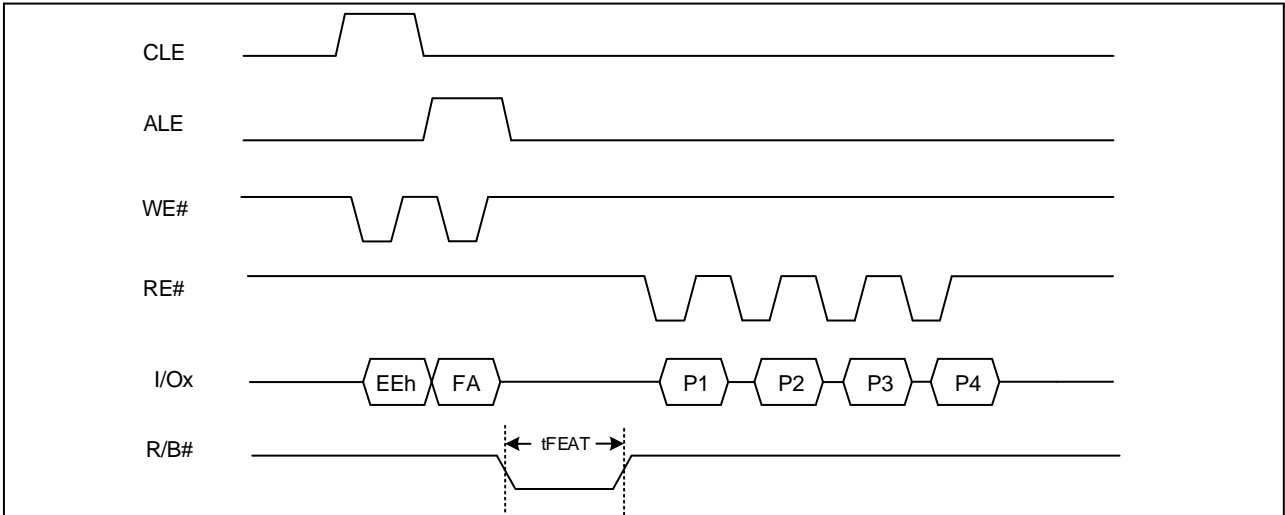 CLE
ALE
WE#
RE#
I/Ox EEh FA P1 P2 P3 P4
R/B# tFEAT